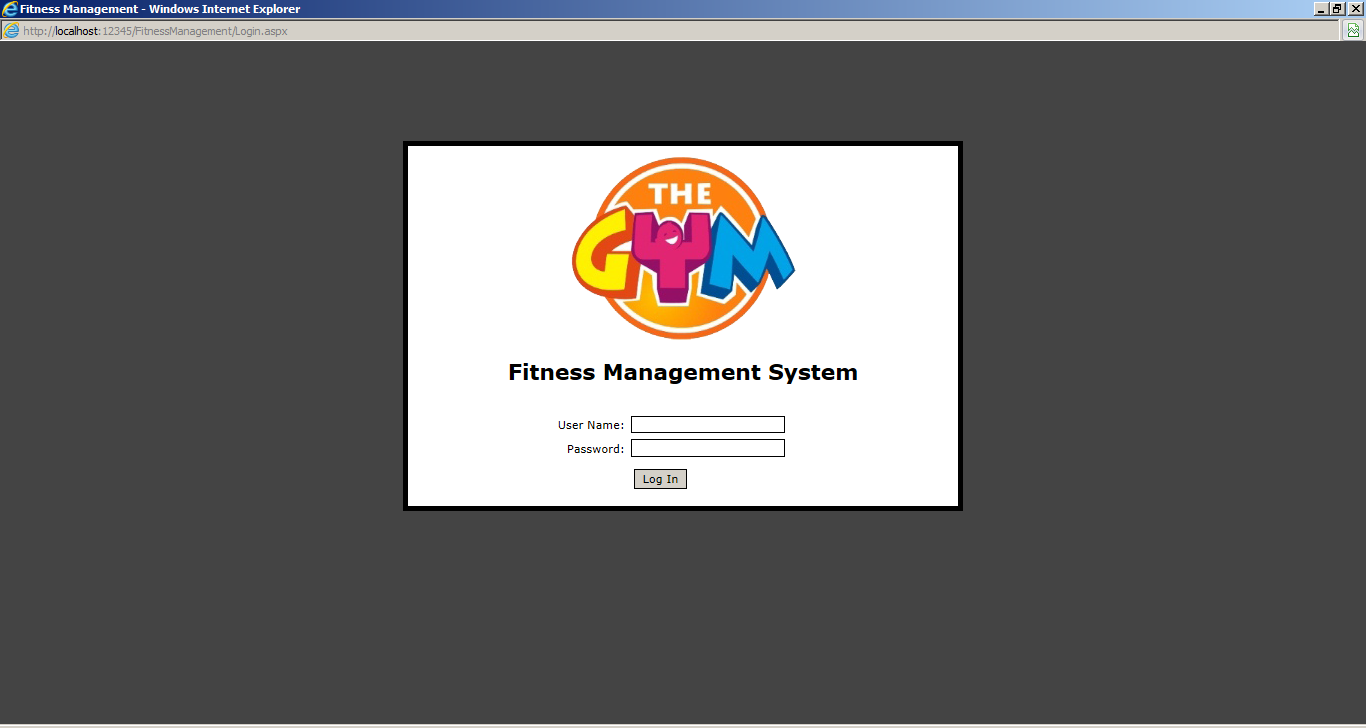 Fitness Management - Windows Internet Explorer
http://localhost:12345/FitnessManagement/Login.aspx
THE
GYM
Fitness Management System
User Name:
Password:
Log In